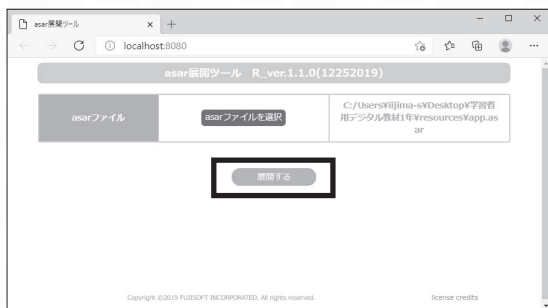 asar展開ツール
localhost:8080
asar展開ツール R_ver.1.1.0(12252019)
asarファイル
asarファイルを選択
C:/Users¥iijima-s¥Desktop¥学習者
用デジタル教材1年¥resources¥app.as
ar
展開する
Copyright ©2019 FUJISOFT INCORPORATED. All rights reserved.
license credits